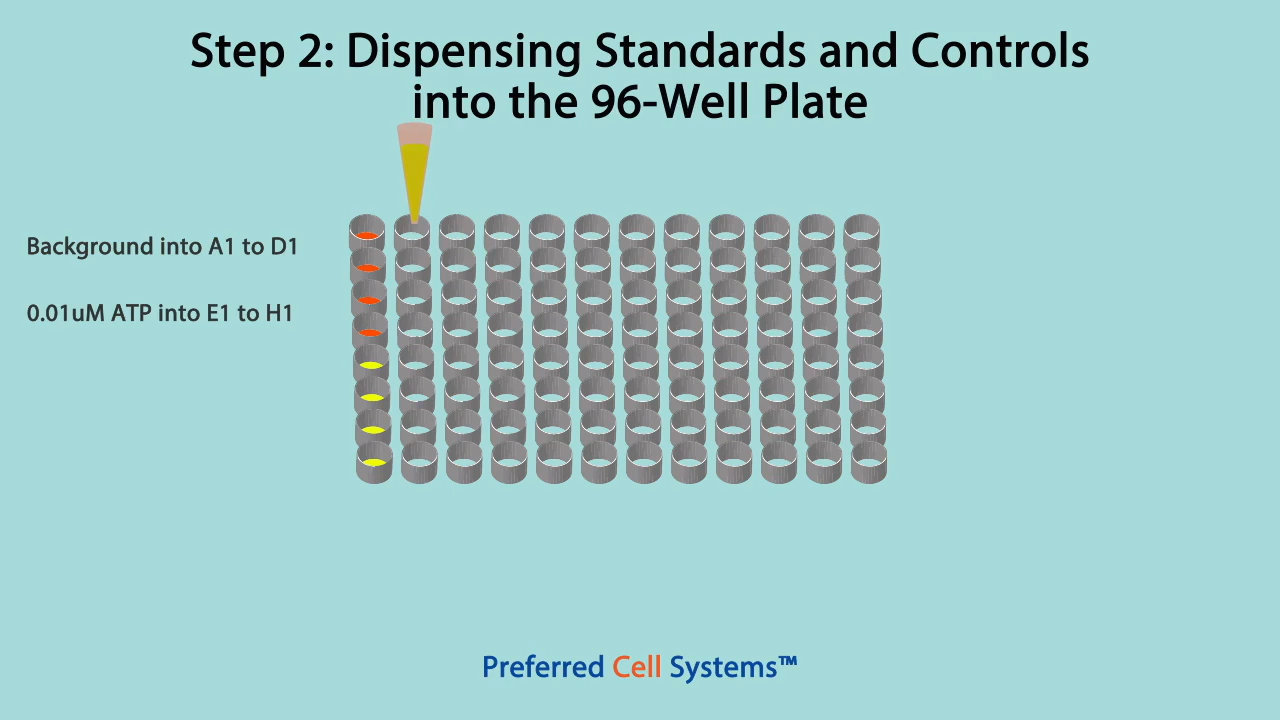 Step 2: Dispensing Standards and Controls
into the 96-Well Plate
Background into A1 to D1
0.01uM ATP into E1 to H1
Preferred Cell Systems™